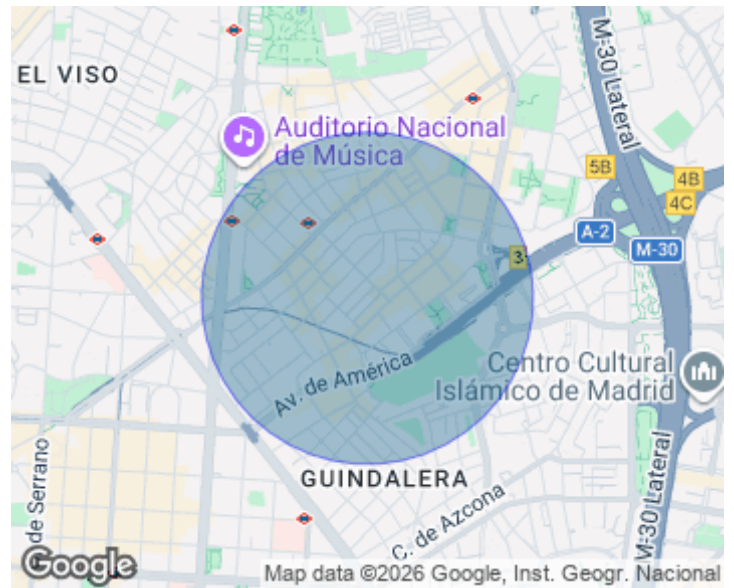 EL VISO
Auditorio Nacional
de Música
M-30 Lateral
5B
4B
4C
A-2
M-30
3
Av. de América
Centro Cultural
Islámico de Madrid
GUINDALERA
C. de Azcona
de Serrano
M-30 Lateral
Google
Map data ©2026 Google, Inst. Geogr. Nacional